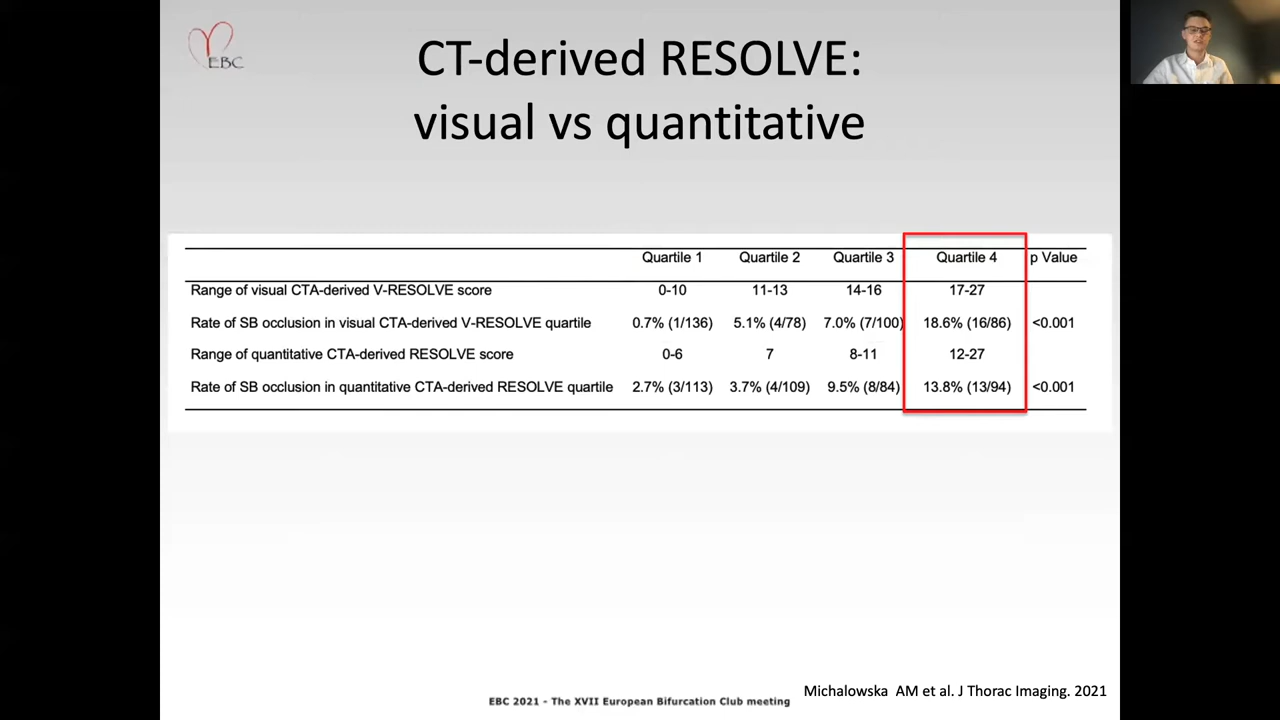 EBC
CT-derived RESOLVE:
visual vs quantitative
Quartile 1 Quartile 2 Quartile 3 Quartile 4 p Value
Range of visual CTA-derived V-RESOLVE score 0-10 11-13 14-16 17-27
Rate of SB occlusion in visual CTA-derived V-RESOLVE quartile 0.7% (1/136) 5.1% (4/78) 7.0% (7/100) 18.6% (16/86) <0.001
Range of quantitative CTA-derived RESOLVE score 0-6 7 8-11 12-27
Rate of SB occlusion in quantitative CTA-derived RESOLVE quartile 2.7% (3/113) 3.7% (4/109) 9.5% (8/84) 13.8% (13/94) <0.001
Michalowska AM et al. J Thorac Imaging. 2021
EBC 2021 - The XVII European Bifurcation Club meeting